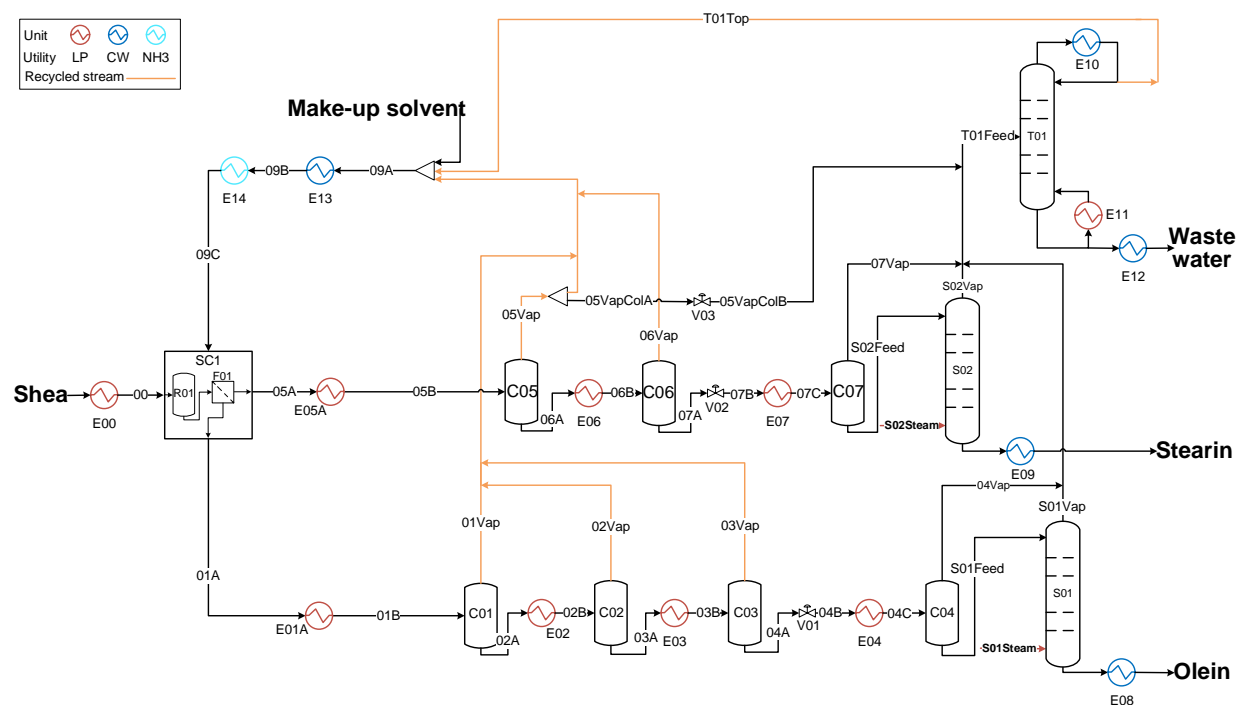 T01Top
Unit
Utility LP CW NH3
Recycled stream
E10
Make-up solvent
T01Feed
T01
09B
09A
E14
E13
E11
Waste
water
E12
09C
07Vap
S02Vap
05VapColA
05VapColB
V03
05Vap
06Vap
S02Feed
SC1
F01
R01
Shea
00
E00
05A
E05A
05B
C05
06A
06B
E06
C06
07A
V02
07B
07C
E07
C07
S02
S02Steam
Stearin
E09
04Vap
S01Vap
01Vap
02Vap
03Vap
S01Feed
01A
01B
E01A
C01
02A
02B
E02
C02
03A
03B
E03
C03
04A
V01
04B
04C
E04
C04
S01
S01Steam
Olein
E08